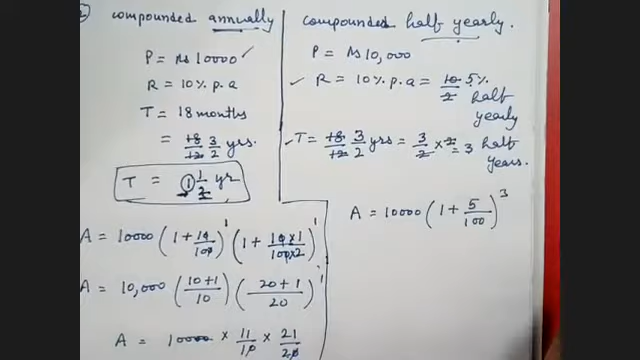 2
compounded annually
P = Rs 10000 ✓
R = 10% p.a
T = 18 months
= 18/12 3/2 yrs.
T = 1 1/2 yr
A = 10000 (1 + 10/100)^1 (1 + 10×1/100×2)^1
A = 10,000 (10+1/10) (20+1/20)^1
A = 10000 × 11/10 × 21/20
compounded half yearly.
P = Rs 10,000
✓ R = 10% p.a = 10/2 5% half yearly
✓ T = 18/12 3/2 yrs = 3/2 × 2 = 3 half years.
A = 10000 (1 + 5/100)^3